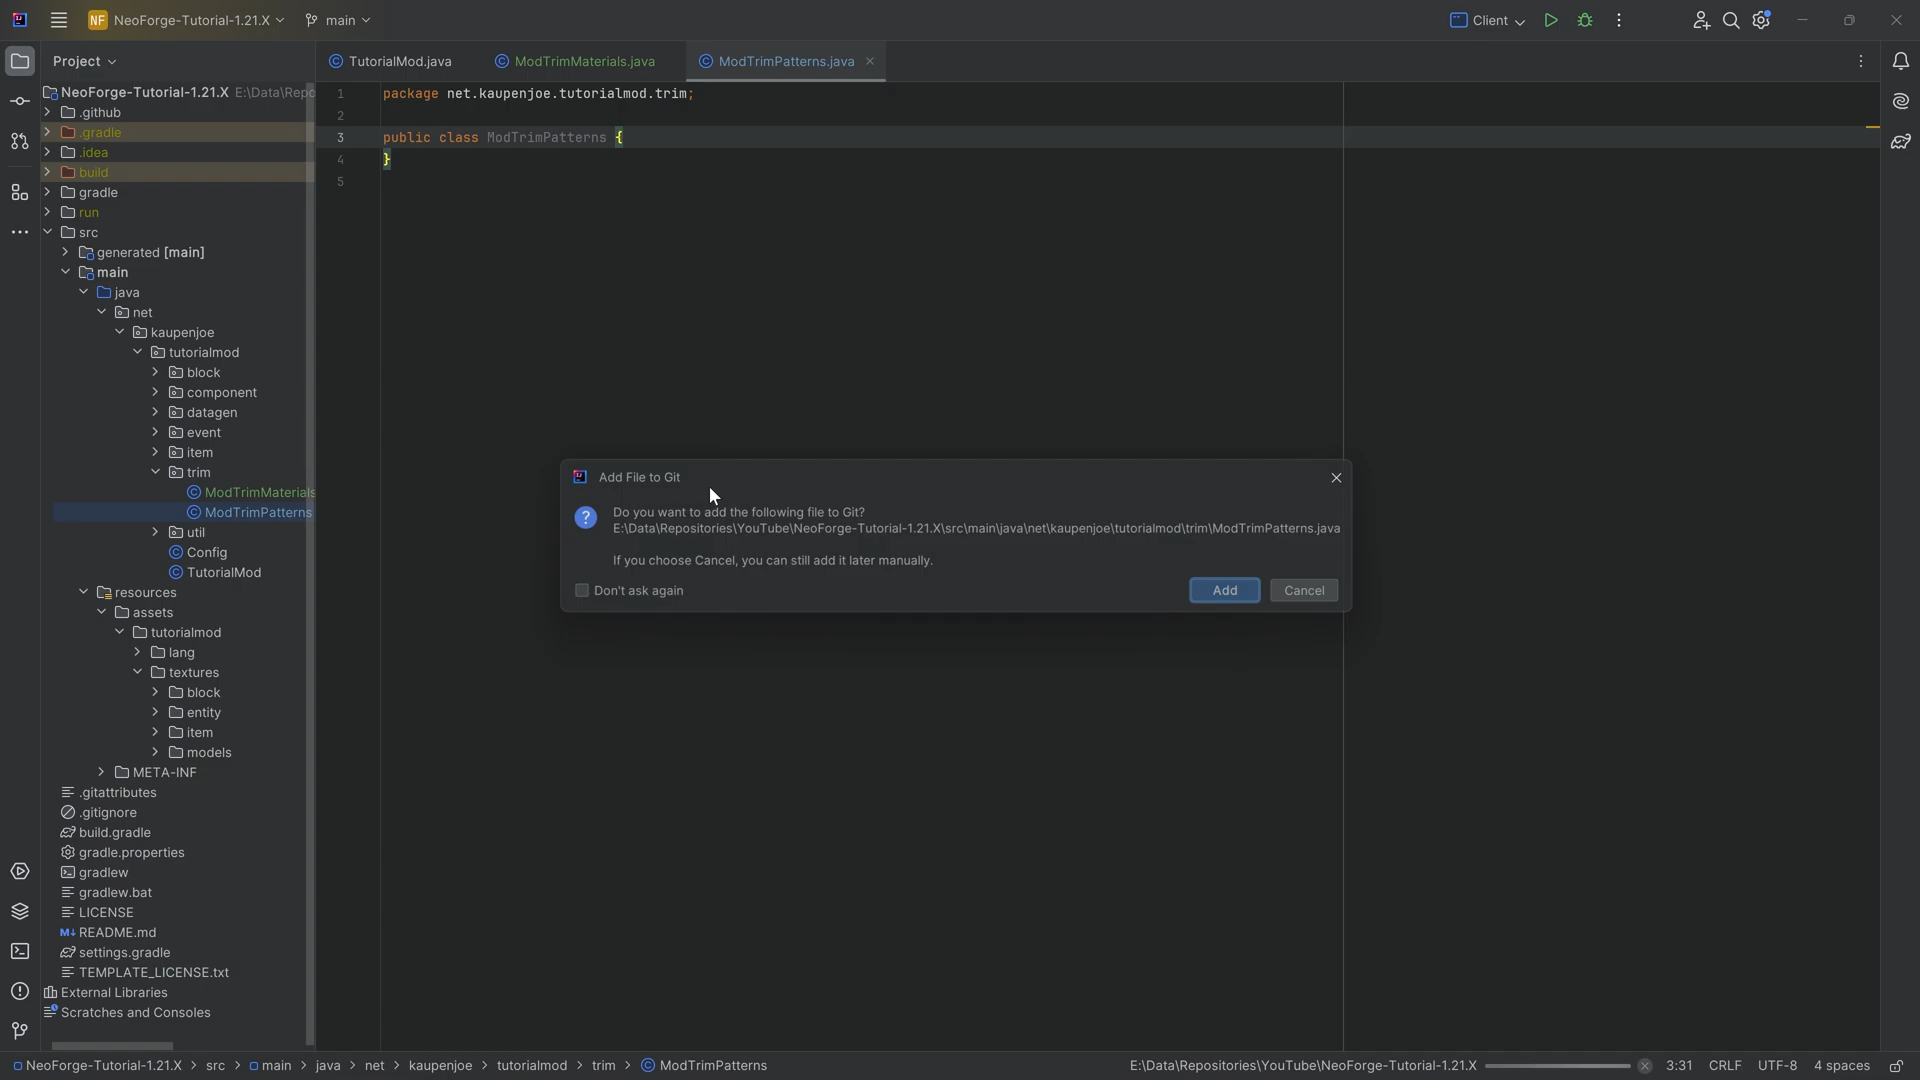 NF NeoForge-Tutorial-1.21.X main Client
Project
TutorialMod.java ModTrimMaterials.java ModTrimPatterns.java
NeoForge-Tutorial-1.21.X E:\Data\Repo
.github
.gradle
.idea
build
gradle
run
src
generated [main]
main
java
net
kaupenjoe
tutorialmod
block
component
datagen
event
item
trim
ModTrimMaterials
ModTrimPatterns
util
Config
TutorialMod
resources
assets
tutorialmod
lang
textures
block
entity
item
models
META-INF
.gitattributes
.gitignore
build.gradle
gradle.properties
gradlew
gradlew.bat
LICENSE
M↓ README.md
settings.gradle
TEMPLATE_LICENSE.txt
External Libraries
Scratches and Consoles
1 package net.kaupenjoe.tutorialmod.trim;
2
3 public class ModTrimPatterns {
4 }
5
Add File to Git
Do you want to add the following file to Git?
E:\Data\Repositories\YouTube\NeoForge-Tutorial-1.21.X\src\main\java\net\kaupenjoe\tutorialmod\trim\ModTrimPatterns.java
If you choose Cancel, you can still add it later manually.
Don't ask again Add Cancel
NeoForge-Tutorial-1.21.X > src > main > java > net > kaupenjoe > tutorialmod > trim > ModTrimPatterns E:\Data\Repositories\YouTube\NeoForge-Tutorial-1.21.X 3:31 CRLF UTF-8 4 spaces